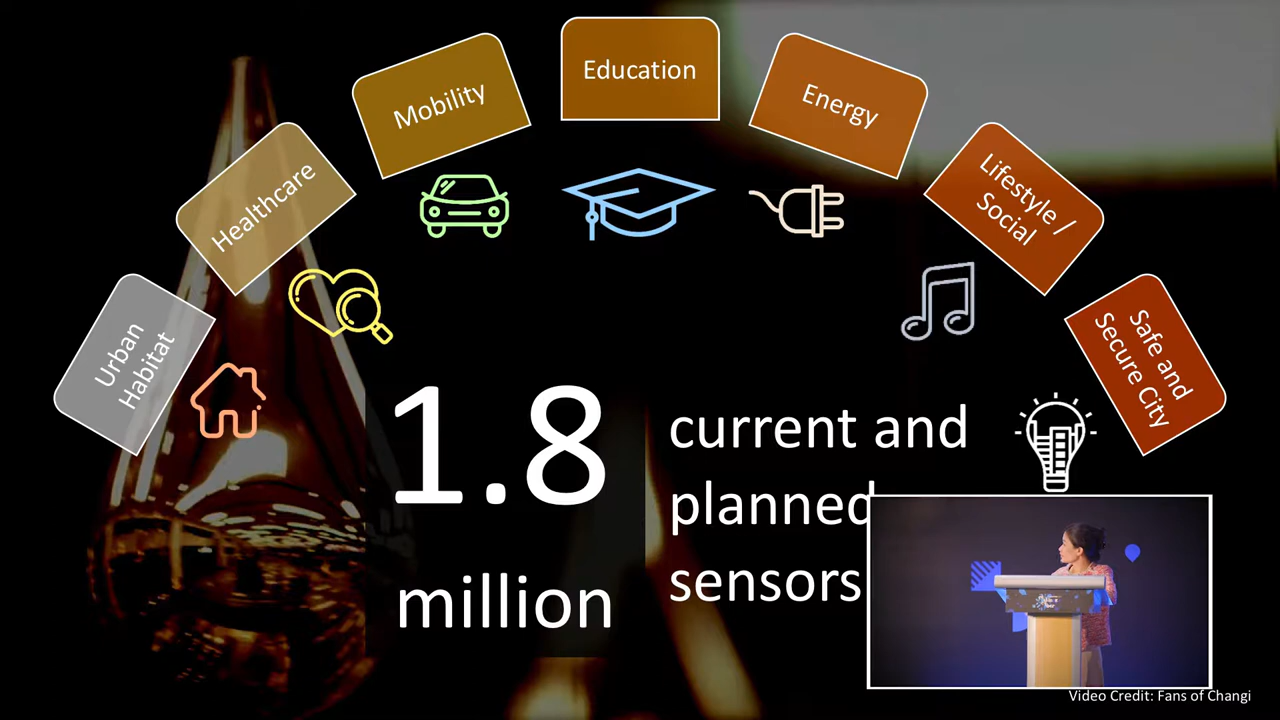 Education
Mobility
Energy
Healthcare
Lifestyle /
Social
Urban
Habitat
Safe and
Secure City
1.8
million
current and
planned
sensors
Video Credit: Fans of Changi